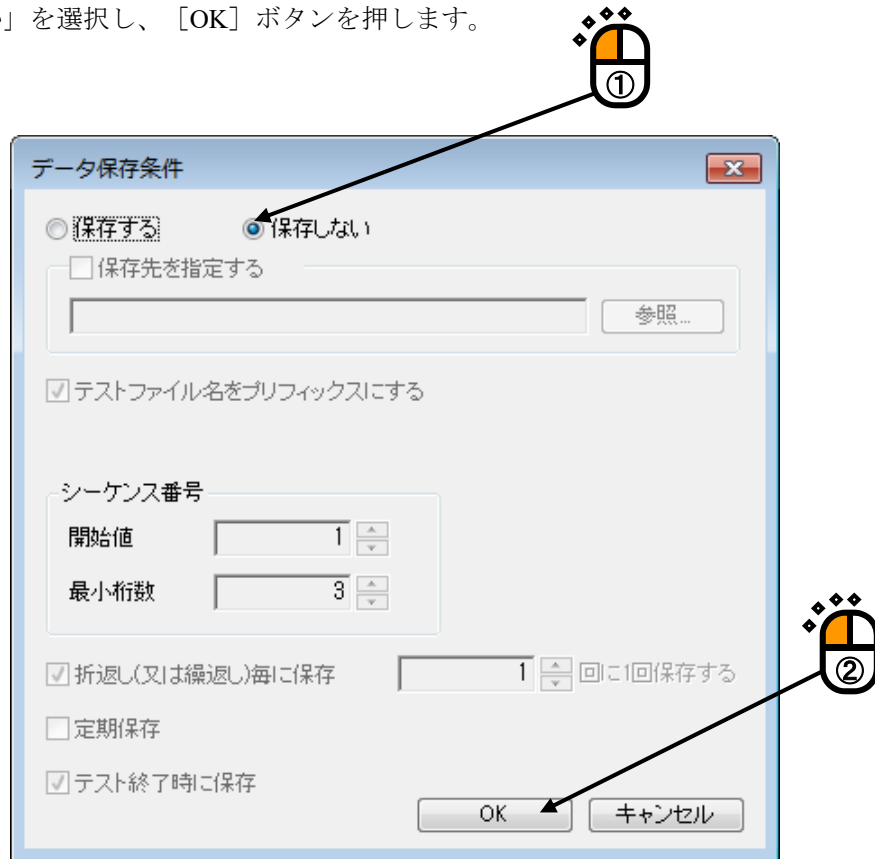 」を選択し、［OK］ボタンを押します。
①
データ保存条件
保存する 保存しない
保存先を指定する
参照...
テストファイル名をプリフィックスにする
シーケンス番号
開始値 1
最小桁数 3
折返し(又は繰返し)毎に保存 1 回に1回保存する
②
定期保存
テスト終了時に保存
OK キャンセル